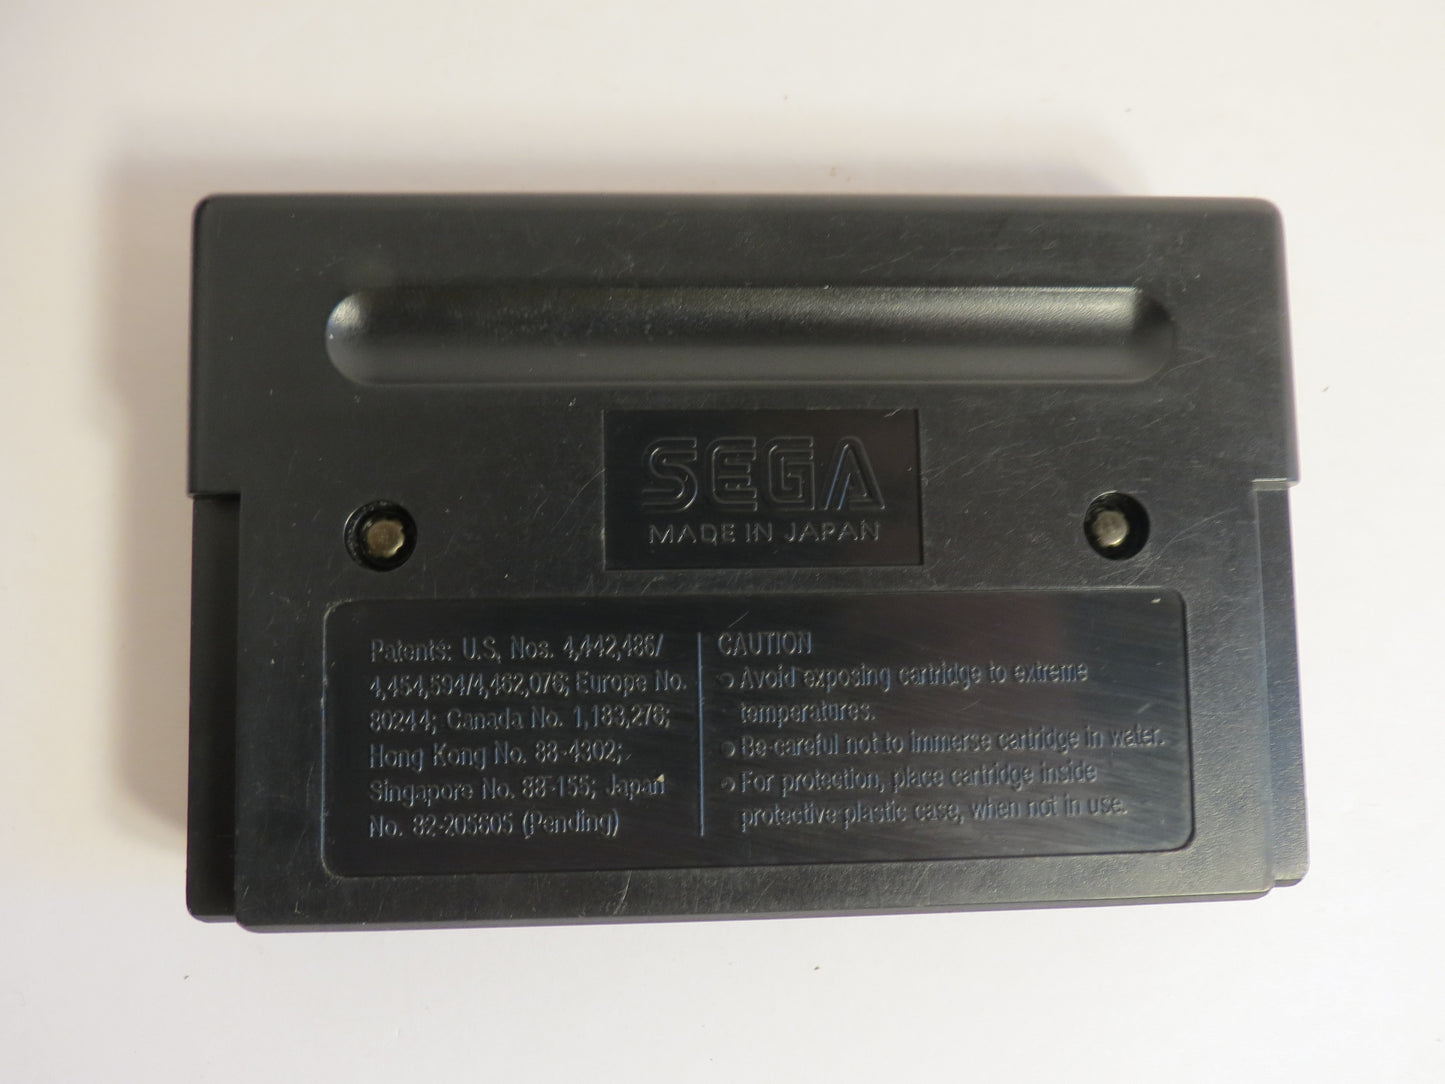 SEGA
MADE IN JAPAN
Patents: U.S. Nos. 4,442,486/
4,454,594/4,462,076; Europe No.
80244; Canada No. 1,183,276;
Hong Kong No. 88-4302;
Singapore No. 88-155; Japan
No. 82-205605 (Pending)
CAUTION
Avoid exposing cartridge to extreme
temperatures.
Be careful not to immerse cartridge in water.
For protection, place cartridge inside
protective plastic case, when not in use.